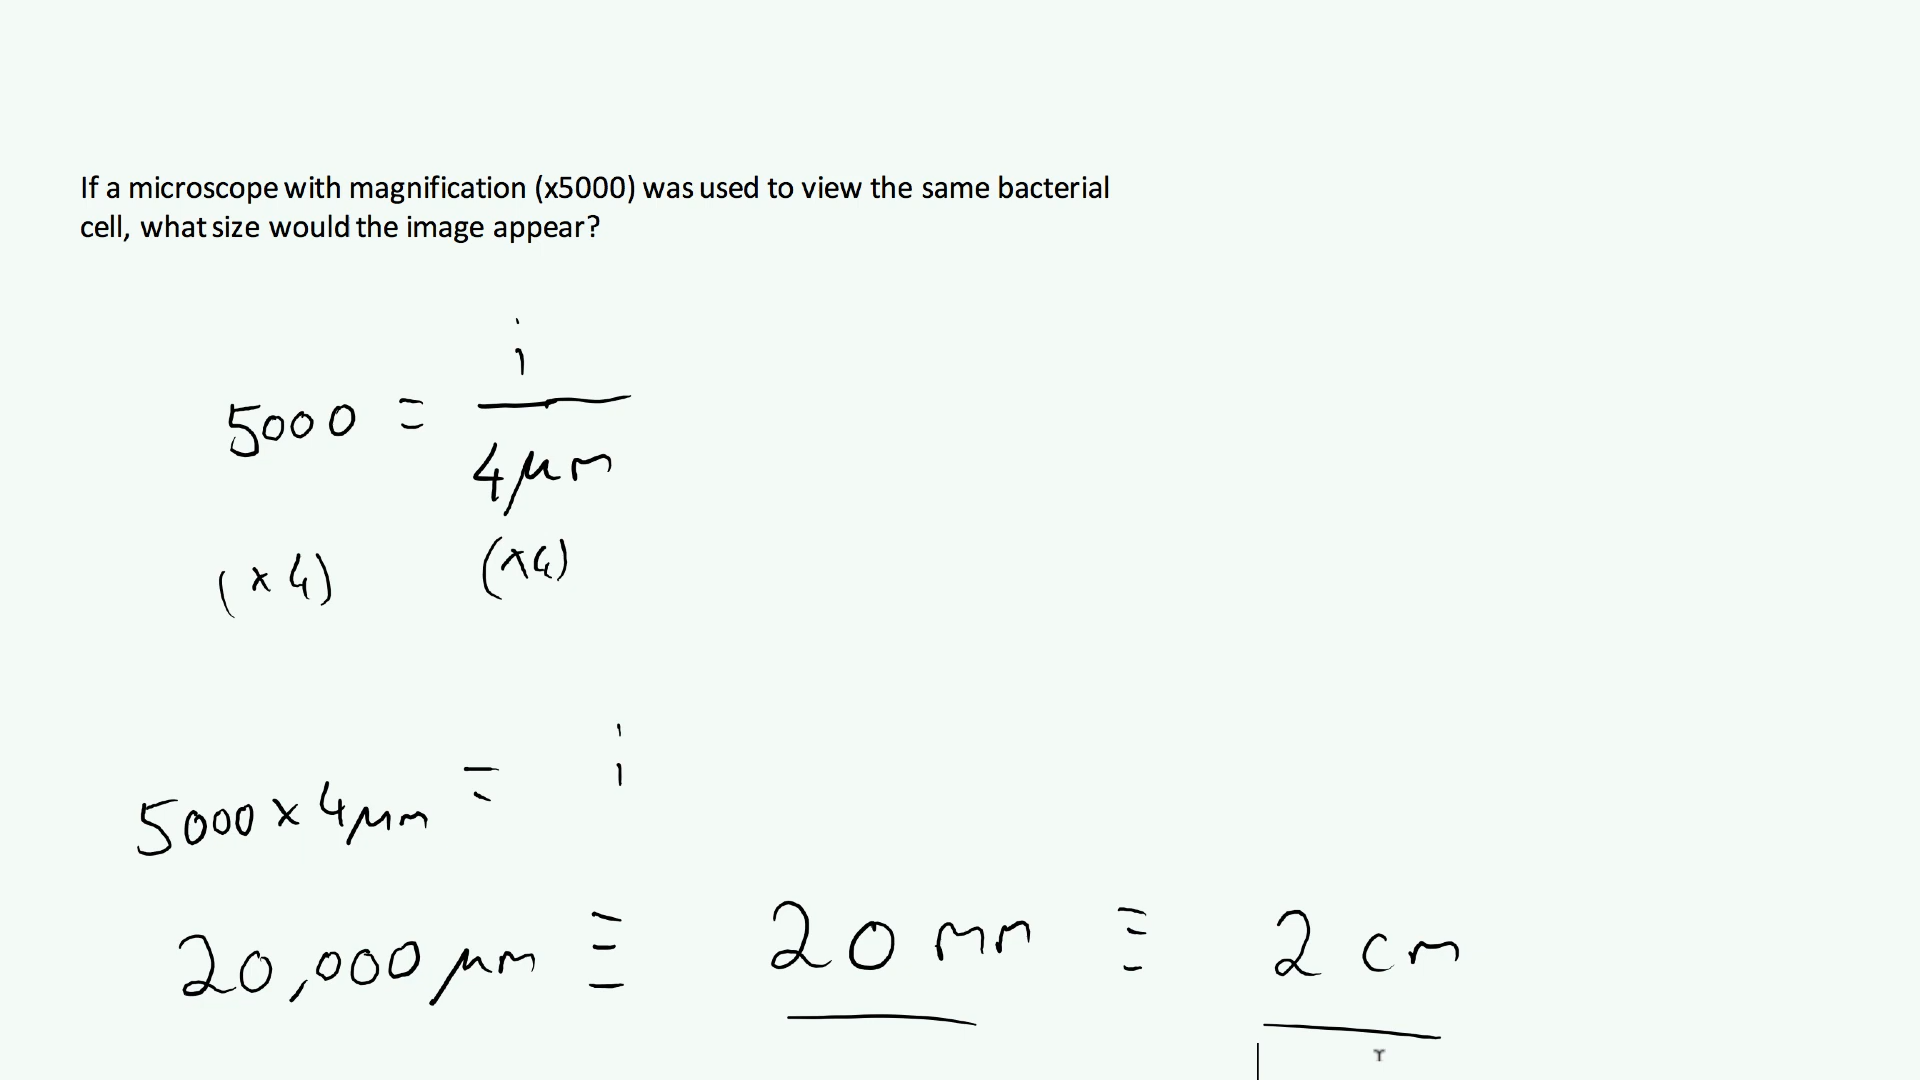 If a microscope with magnification (x5000) was used to view the same bacterial
cell, what size would the image appear?
i
5000 =
4μm
(x4) (x4)
5000 x 4μm = i
20,000 μm ≡ 20 mm ≡ 2 cm